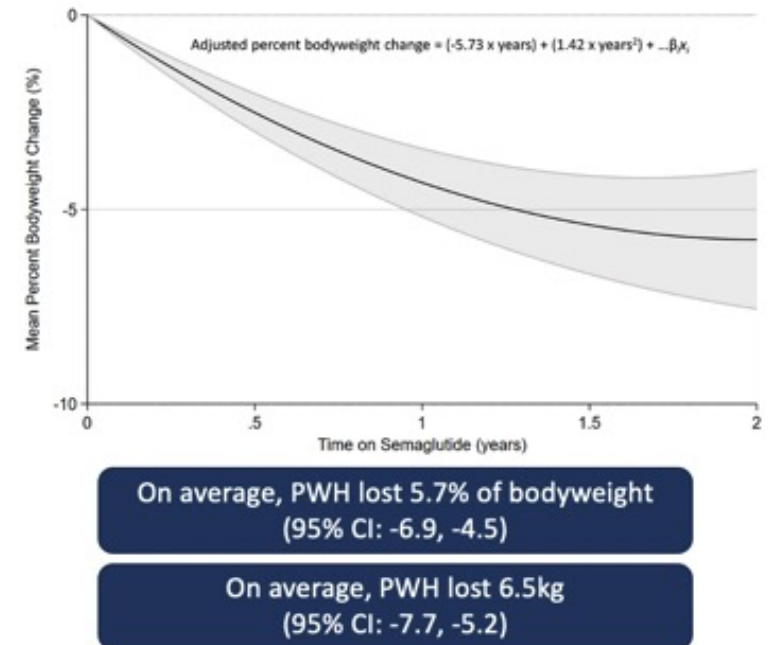 0
Adjusted percent bodyweight change = (-5.73 x years) + (1.42 x years²) + ...βᵢxᵢ
Mean Percent Bodyweight Change (%)
-5
-10
0 .5 1 1.5 2
Time on Semaglutide (years)
On average, PWH lost 5.7% of bodyweight
(95% CI: -6.9, -4.5)
On average, PWH lost 6.5kg
(95% CI: -7.7, -5.2)